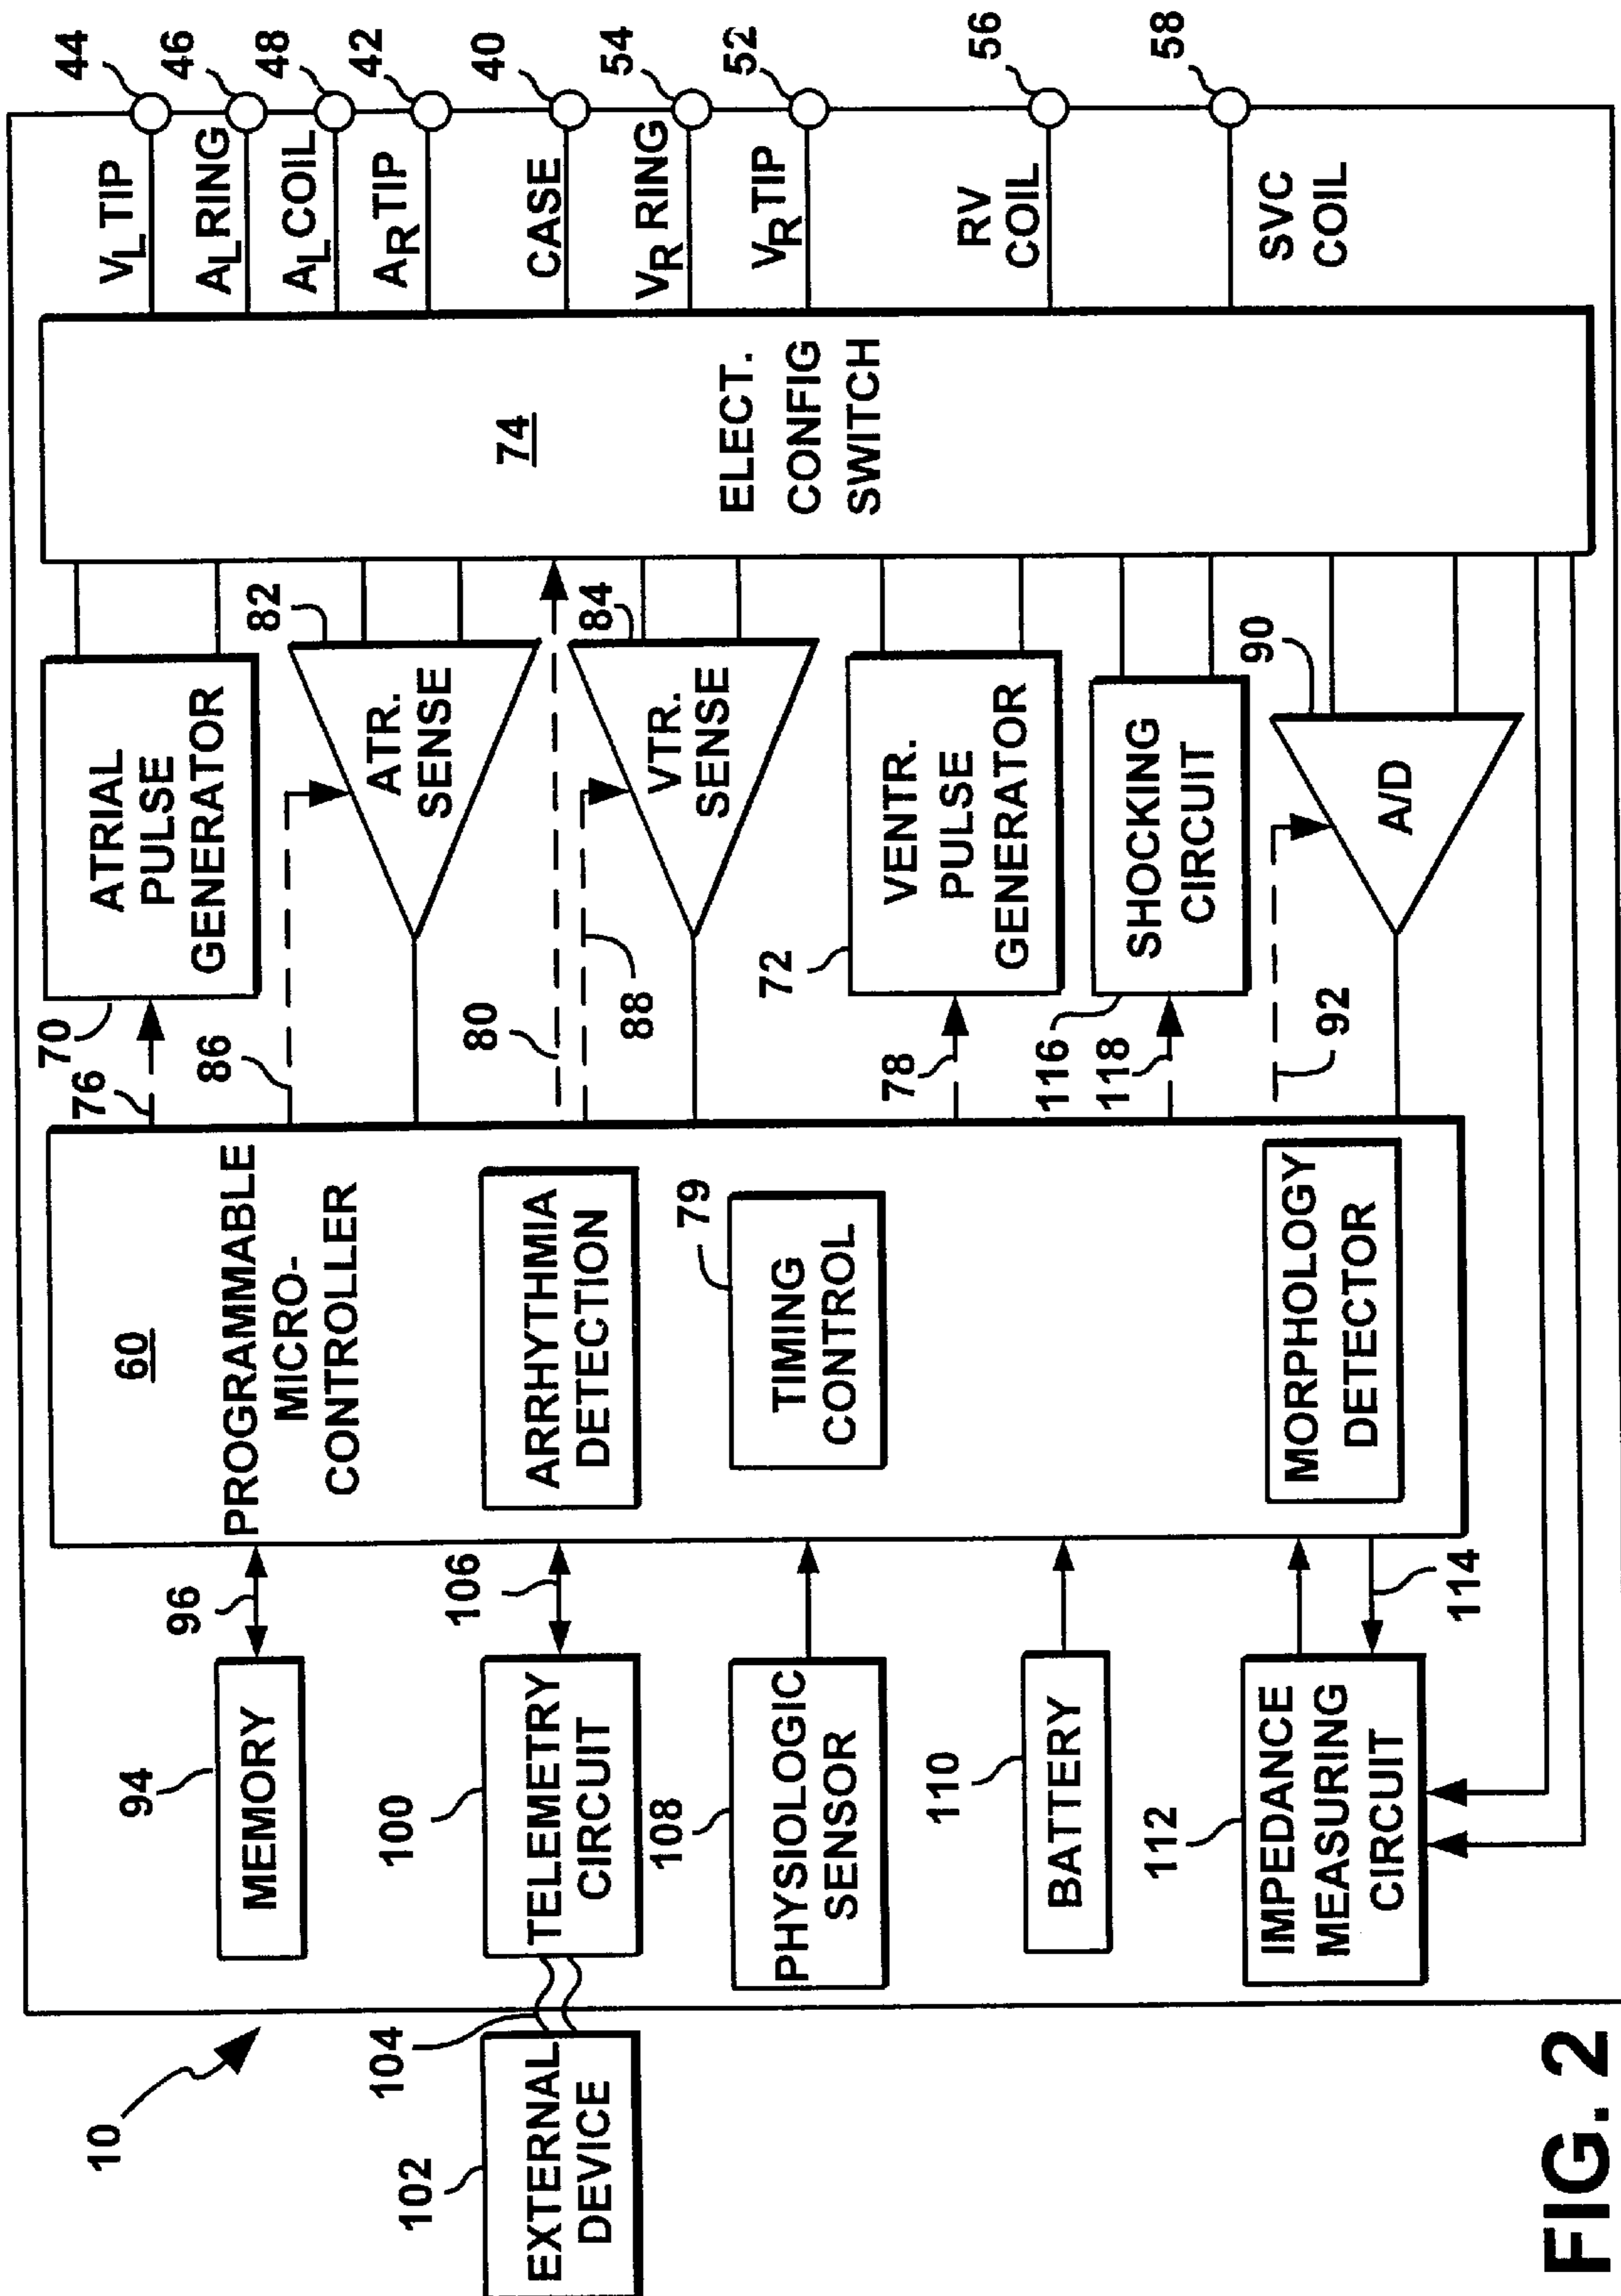 10
102
EXTERNAL
DEVICE
104
94
MEMORY
96
100
TELEMETRY
CIRCUIT
106
108
PHYSIOLOGIC
SENSOR
110
BATTERY
112
IMPEDANCE
MEASURING
CIRCUIT
114
60
PROGRAMMABLE
MICRO-
CONTROLLER
ARRHYTHMIA
DETECTION
79
TIMING
CONTROL
MORPHOLOGY
DETECTOR
70
76
ATRIAL
PULSE
GENERATOR
86
82
ATR.
SENSE
80
88
84
VTR.
SENSE
72
78
VENTR.
PULSE
GENERATOR
116
118
SHOCKING
CIRCUIT
92
90
A/D
74
ELECT.
CONFIG
SWITCH
VL TIP
44
AL RING
46
AL COIL
48
AR TIP
42
CASE
40
VR RING
54
VR TIP
52
RV
COIL
56
SVC
COIL
58
FIG. 2